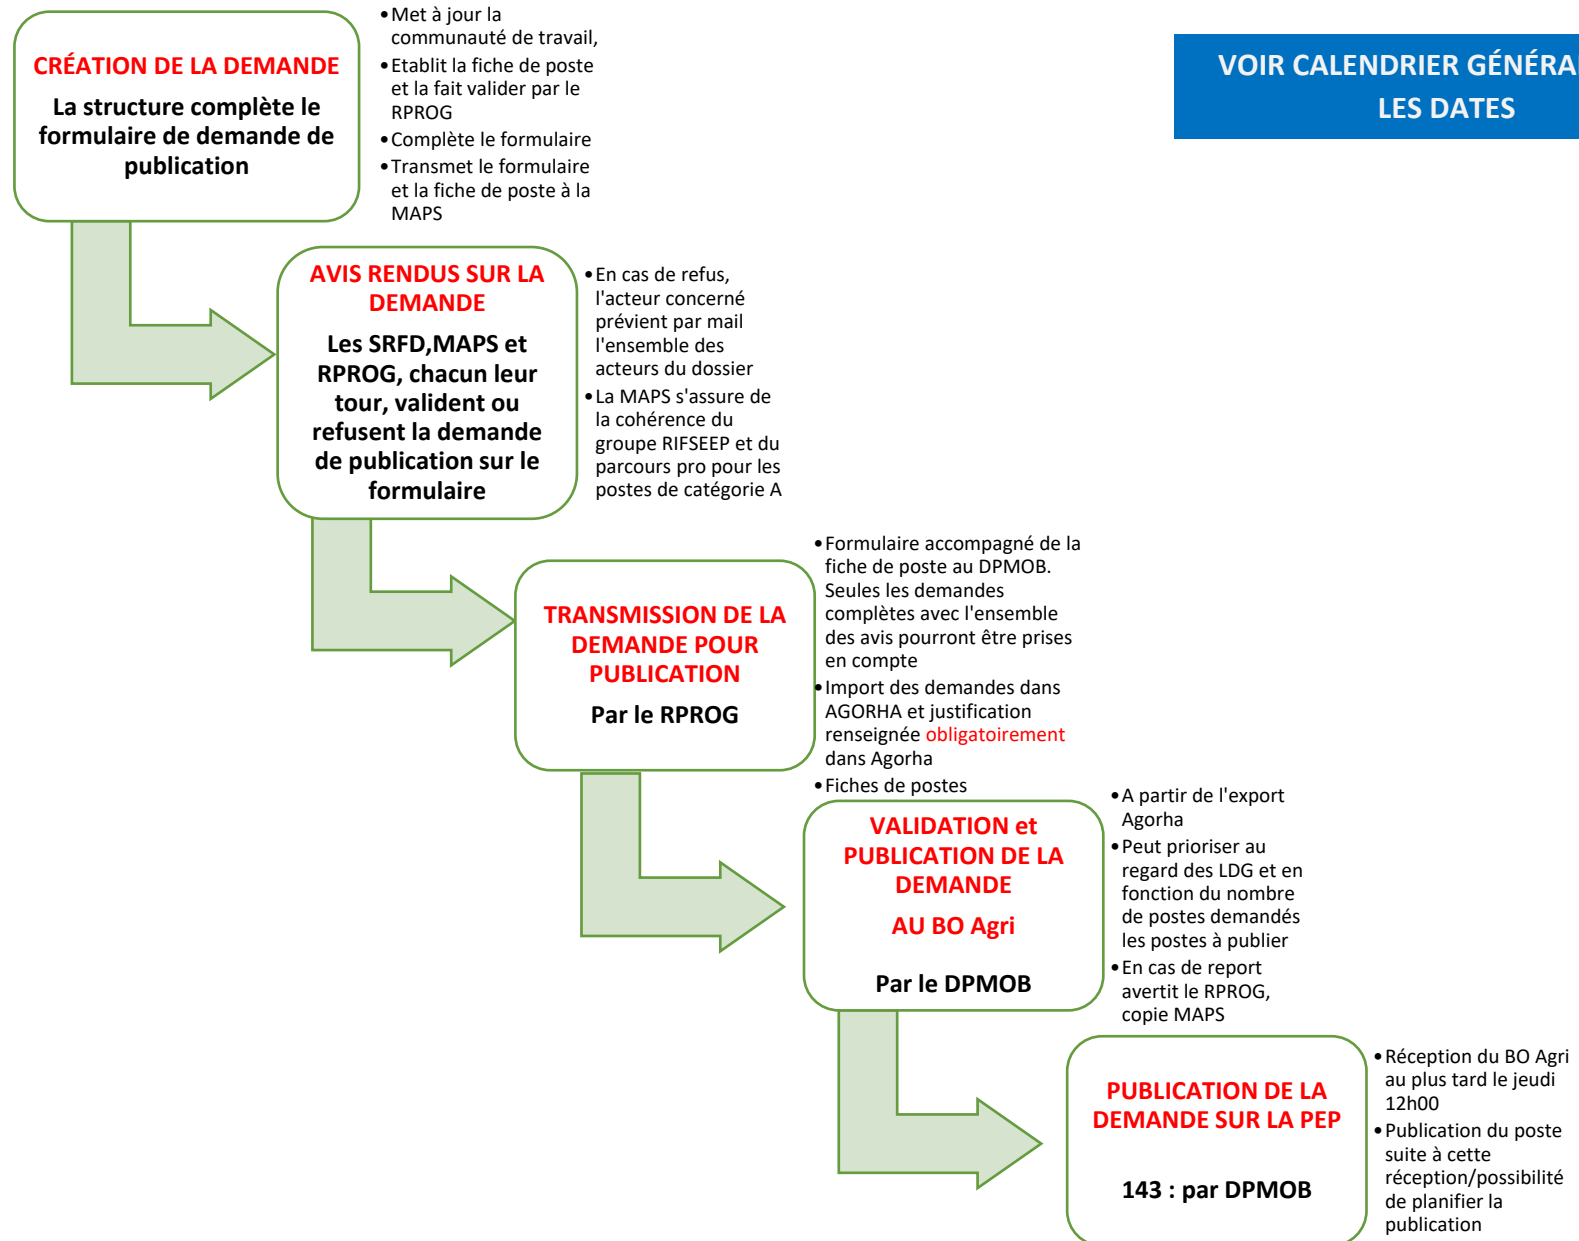 CRÉATION DE LA DEMANDE
La structure complète le
formulaire de demande de
publication
•Met à jour la
communauté de travail,
•Etablit la fiche de poste
et la fait valider par le
RPROG
•Complète le formulaire
•Transmet le formulaire
et la fiche de poste à la
MAPS
VOIR CALENDRIER GÉNÉRA
LES DATES
AVIS RENDUS SUR LA
DEMANDE
Les SRFD,MAPS et
RPROG, chacun leur
tour, valident ou
refusent la demande
de publication sur le
formulaire
•En cas de refus,
l'acteur concerné
prévient par mail
l'ensemble des
acteurs du dossier
•La MAPS s'assure de
la cohérence du
groupe RIFSEEP et du
parcours pro pour les
postes de catégorie A
TRANSMISSION DE LA
DEMANDE POUR
PUBLICATION
Par le RPROG
•Formulaire accompagné de la
fiche de poste au DPMOB.
Seules les demandes
complètes avec l'ensemble
des avis pourront être prises
en compte
•Import des demandes dans
AGORHA et justification
renseignée obligatoirement
dans Agorha
•Fiches de postes
VALIDATION et
PUBLICATION DE LA
DEMANDE
AU BO Agri
Par le DPMOB
•A partir de l'export
Agorha
•Peut prioriser au
regard des LDG et en
fonction du nombre
de postes demandés
les postes à publier
•En cas de report
avertit le RPROG,
copie MAPS
PUBLICATION DE LA
DEMANDE SUR LA PEP
143 : par DPMOB
•Réception du BO Agri
au plus tard le jeudi
12h00
•Publication du poste
suite à cette
réception/possibilité
de planifier la
publication